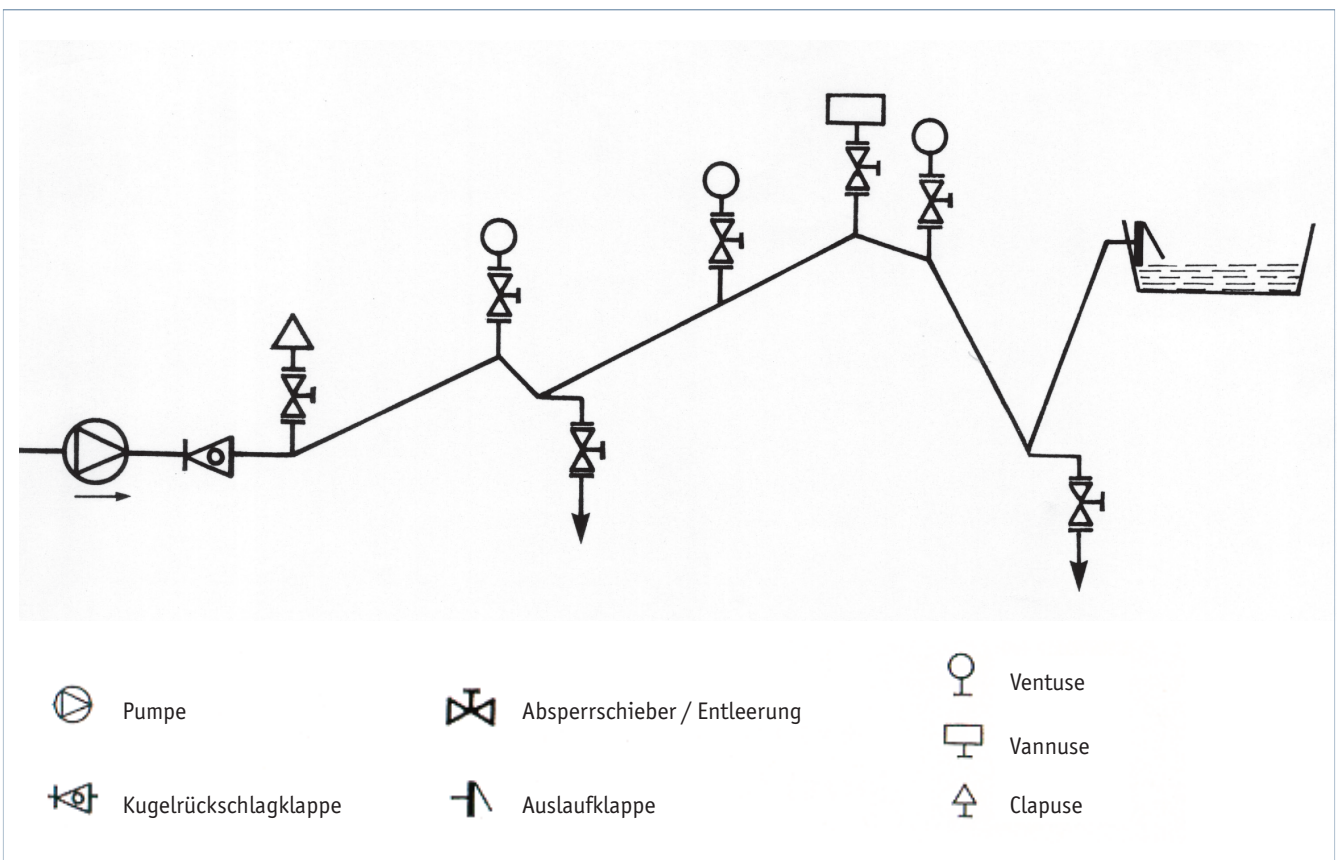 Pumpe
Absperrschieber / Entleerung
Ventuse
Vannuse
Kugelrückschlagklappe
Auslaufklappe
Clapuse